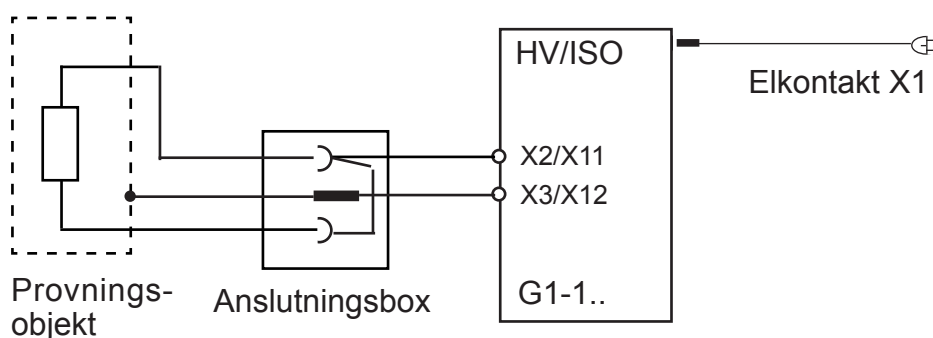 HV/ISO
Elkontakt X1
X2/X11
X3/X12
G1-1..
Provnings-
objekt
Anslutningsbox